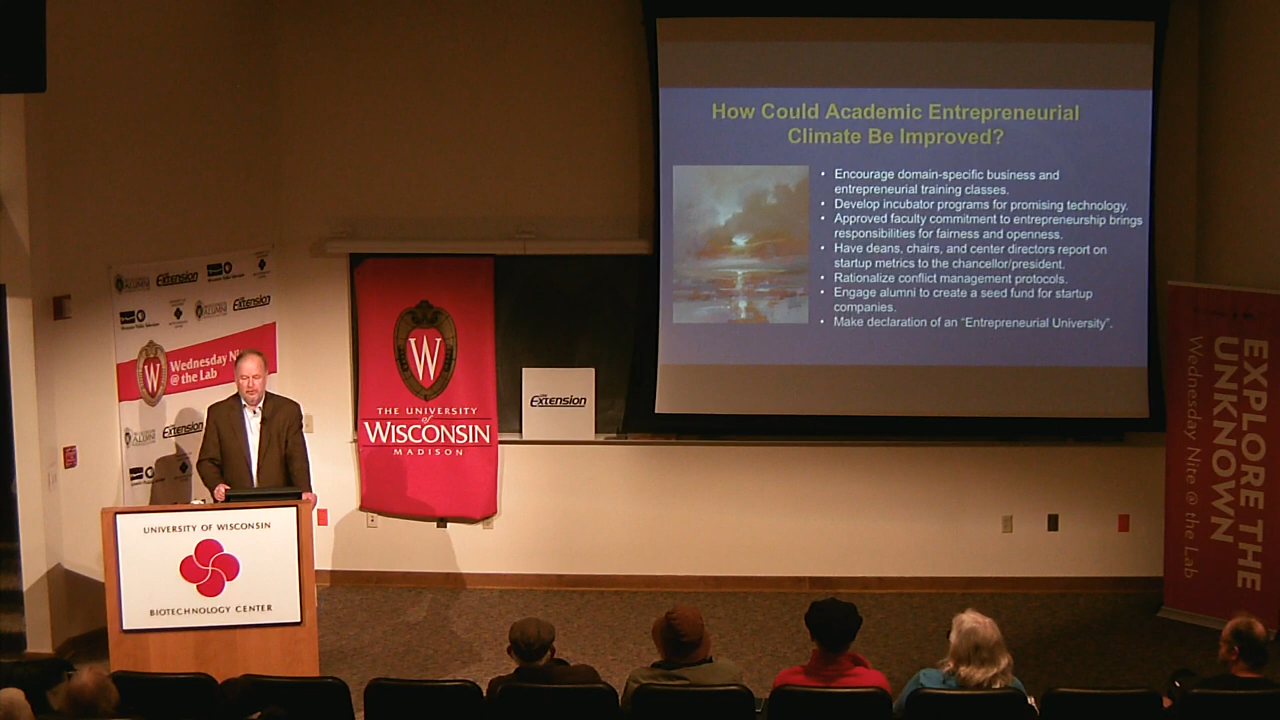 How Could Academic Entrepreneurial
Climate Be Improved?
• Encourage domain-specific business and
entrepreneurial training classes.
• Develop incubator programs for promising technology.
• Approved faculty commitment to entrepreneurship brings
responsibilities for fairness and openness.
• Have deans, chairs, and center directors report on
startup metrics to the chancellor/president.
• Rationalize conflict management protocols.
• Engage alumni to create a seed fund for startup
companies.
• Make declaration of an “Entrepreneurial University”.
ALUMNI
Extension
ALUMNI
Extension
W
Wednesday
@ the Lab
ALUMNI
Extension
W
THE UNIVERSITY
of
WISCONSIN
MADISON
Extension
UNIVERSITY OF WISCONSIN
BIOTECHNOLOGY CENTER
EXPLORE THE
UNKNOWN
Wednesday Nite @ the Lab